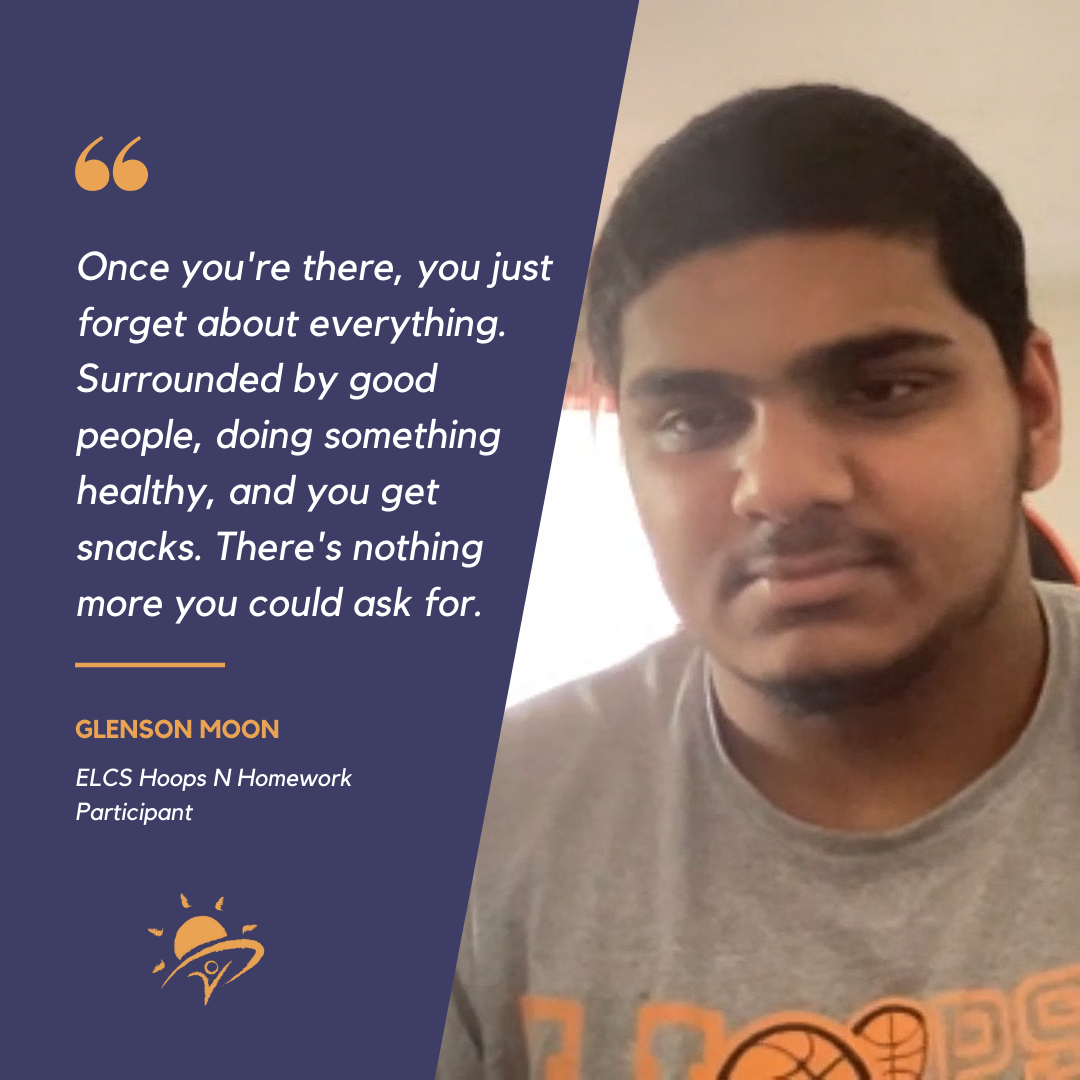 “
Once you're there, you just
forget about everything.
Surrounded by good
people, doing something
healthy, and you get
snacks. There's nothing
more you could ask for.
GLENSON MOON
ELCS Hoops N Homework
Participant